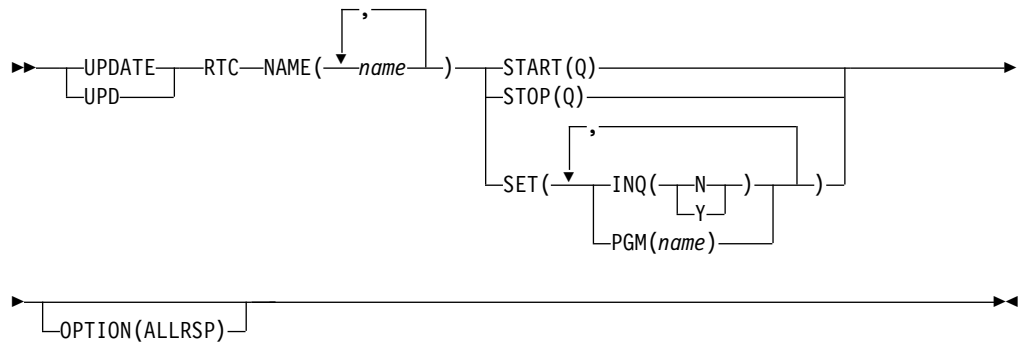 ,
UPDATE RTC NAME( name ) START(Q)
UPD STOP(Q)
,
SET( INQ( N ) )
Y
PGM(name)
OPTION(ALLRSP)